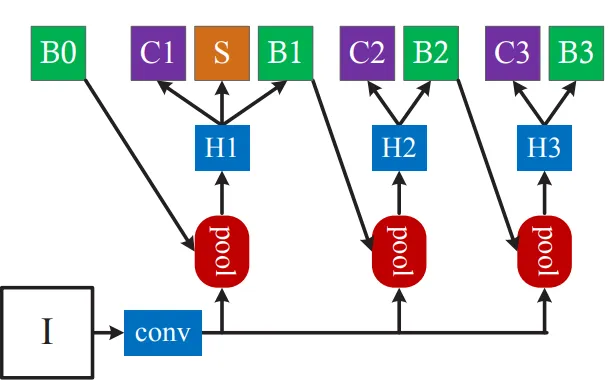 B0 C1 S B1 C2 B2 C3 B3
H1 H2 H3
pool pool pool
I conv